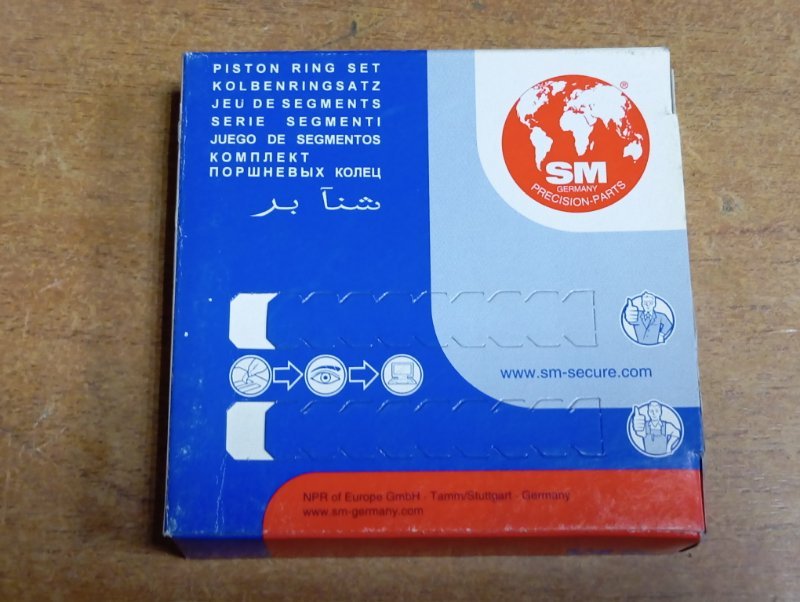 PISTON RING SET
KOLBENRINGSATZ
JEU DE SEGMENTS
SERIE SEGMENTI
JUEGO DE SEGMENTOS
КОМПЛЕКТ
ПОРШНЕВЫХ КОЛЕЦ
شنآ بر
®
SM
GERMANY
PRECISION-PARTS
www.sm-secure.com
NPR of Europe GmbH · Tamm/Stuttgart · Germany
www.sm-germany.com